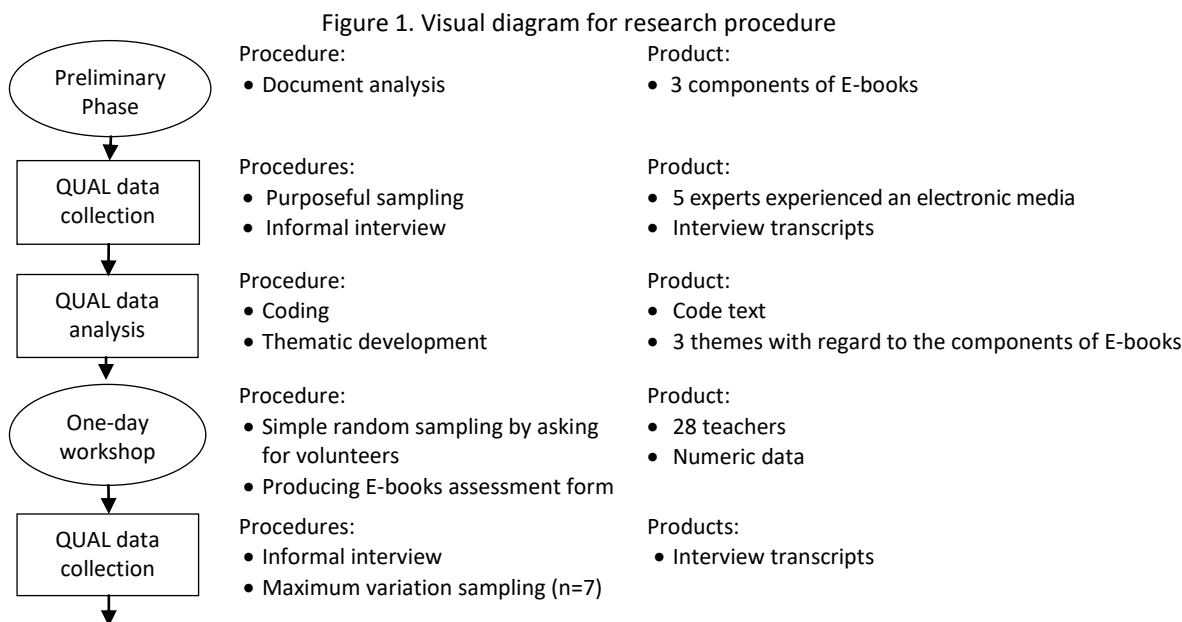 Figure 1. Visual diagram for research procedure
Preliminary
Phase
Procedure:
• Document analysis
Product:
• 3 components of E-books
QUAL data
collection
Procedures:
• Purposeful sampling
• Informal interview
Product:
• 5 experts experienced an electronic media
• Interview transcripts
QUAL data
analysis
Procedure:
• Coding
• Thematic development
Product:
• Code text
• 3 themes with regard to the components of E-books
One-day
workshop
Procedure:
• Simple random sampling by asking
for volunteers
• Producing E-books assessment form
Product:
• 28 teachers
• Numeric data
QUAL data
collection
Procedures:
• Informal interview
• Maximum variation sampling (n=7)
Products:
• Interview transcripts